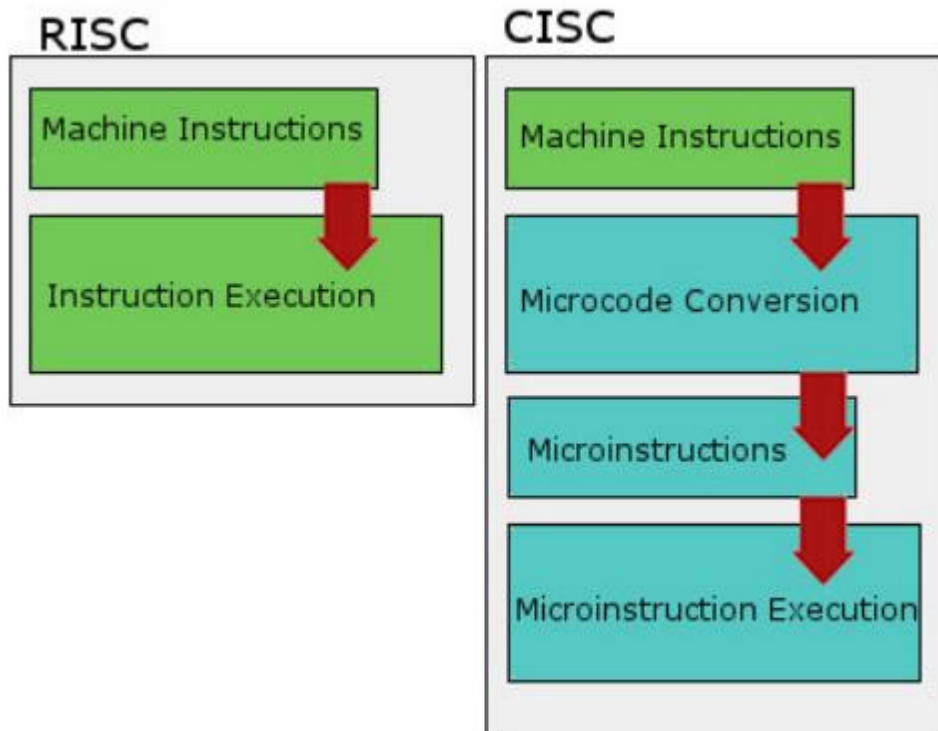 RISC
Machine Instructions
Instruction Execution
CISC
Machine Instructions
Microcode Conversion
Microinstructions
Microinstruction Execution